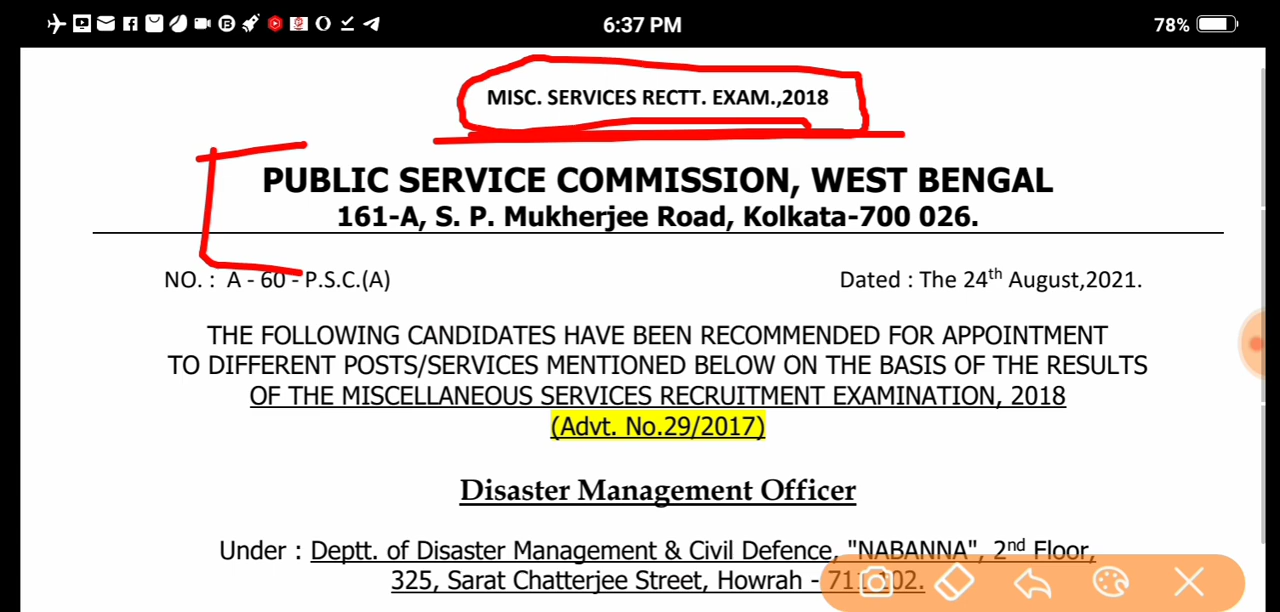 6:37 PM
78%
MISC. SERVICES RECTT. EXAM.,2018
PUBLIC SERVICE COMMISSION, WEST BENGAL
161-A, S. P. Mukherjee Road, Kolkata-700 026.
NO. : A - 60 - P.S.C.(A) Dated : The 24th August,2021.
THE FOLLOWING CANDIDATES HAVE BEEN RECOMMENDED FOR APPOINTMENT
TO DIFFERENT POSTS/SERVICES MENTIONED BELOW ON THE BASIS OF THE RESULTS
OF THE MISCELLANEOUS SERVICES RECRUITMENT EXAMINATION, 2018
(Advt. No.29/2017)
Disaster Management Officer
Under : Deptt. of Disaster Management & Civil Defence, "NABANNA", 2nd Floor,
325, Sarat Chatterjee Street, Howrah - 711 102.